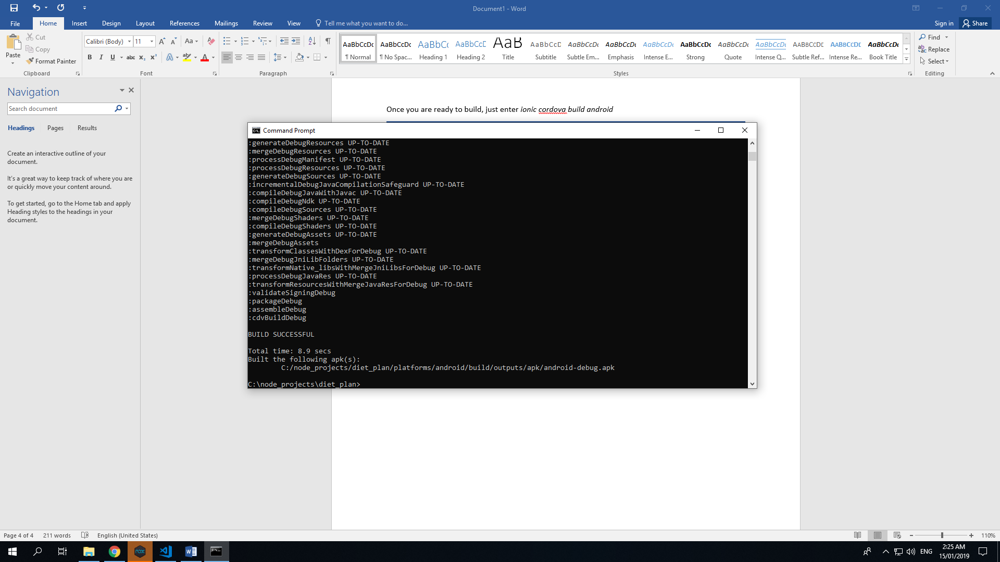 Document1 - Word
File
Home
Insert
Design
Layout
References
Mailings
Review
View
Tell me what you want to do...
Sign in
Share
Paste
Cut
Copy
Format Painter
Clipboard
Calibri (Body)
11
Aa
B I U abc X₂ X²
A
Font
Paragraph
AaBbCcDc
¶ Normal
AaBbCcDc
¶ No Spac...
AaBbCc
Heading 1
AaBbCcD
Heading 2
AaB
Title
AaBbCcD
Subtitle
AaBbCcDc
Subtle Em...
AaBbCcDc
Emphasis
AaBbCcDc
Intense E...
AaBbCcDc
Strong
AaBbCcDc
Quote
AaBbCcDc
Intense Q...
AABBCCDE
Subtle Ref...
AABBCCDE
Intense Re...
AaBbCcDc
Book Title
Styles
Find
Replace
Select
Editing
Navigation
Search document
Headings
Pages
Results
Create an interactive outline of your
document.
It's a great way to keep track of where you are
or quickly move your content around.
To get started, go to the Home tab and apply
Heading styles to the headings in your
document.
Once you are ready to build, just enter ionic cordova build android
Command Prompt
:generateDebugResources UP-TO-DATE
:mergeDebugResources UP-TO-DATE
:processDebugManifest UP-TO-DATE
:processDebugResources UP-TO-DATE
:generateDebugSources UP-TO-DATE
:incrementalDebugJavaCompilationSafeguard UP-TO-DATE
:compileDebugJavaWithJavac UP-TO-DATE
:compileDebugNdk UP-TO-DATE
:compileDebugSources UP-TO-DATE
:mergeDebugShaders UP-TO-DATE
:compileDebugShaders UP-TO-DATE
:generateDebugAssets UP-TO-DATE
:mergeDebugAssets
:transformClassesWithDexForDebug UP-TO-DATE
:mergeDebugJniLibFolders UP-TO-DATE
:transformNative_libsWithMergeJniLibsForDebug UP-TO-DATE
:processDebugJavaRes UP-TO-DATE
:transformResourcesWithMergeJavaResForDebug UP-TO-DATE
:validateSigningDebug
:packageDebug
:assembleDebug
:cdvBuildDebug
BUILD SUCCESSFUL
Total time: 8.9 secs
Built the following apk(s):
C:/node_projects/diet_plan/platforms/android/build/outputs/apk/android-debug.apk
C:\node_projects\diet_plan>
Page 4 of 4
211 words
English (United States)
110%
nox
ENG
2:25 AM
15/01/2019